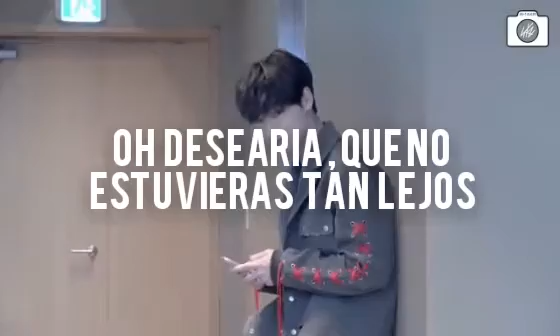 OH DESEARIA, QUE NO
ESTUVIERAS TAN LEJOS